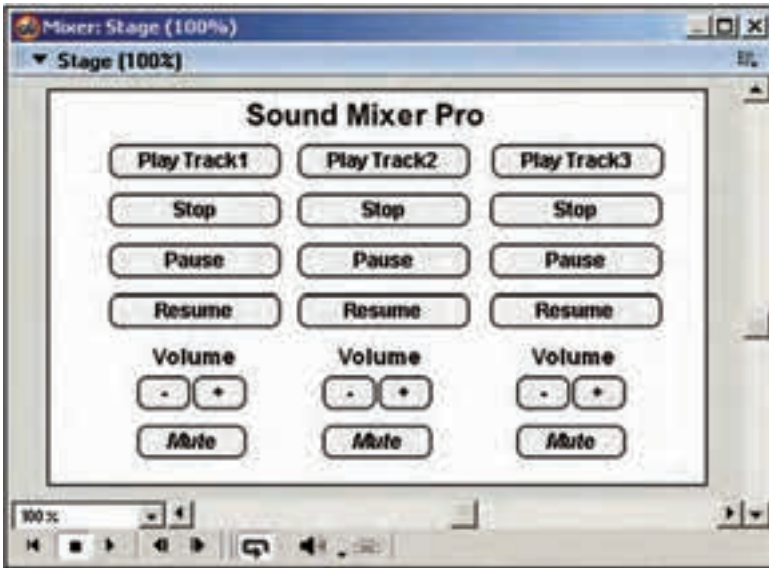 Mixer: Stage (100%)
Stage (100%)
Sound Mixer Pro
Play Track1 Play Track2 Play Track3
Stop Stop Stop
Pause Pause Pause
Resume Resume Resume
Volume Volume Volume
- + - + - +
Mute Mute Mute
100%